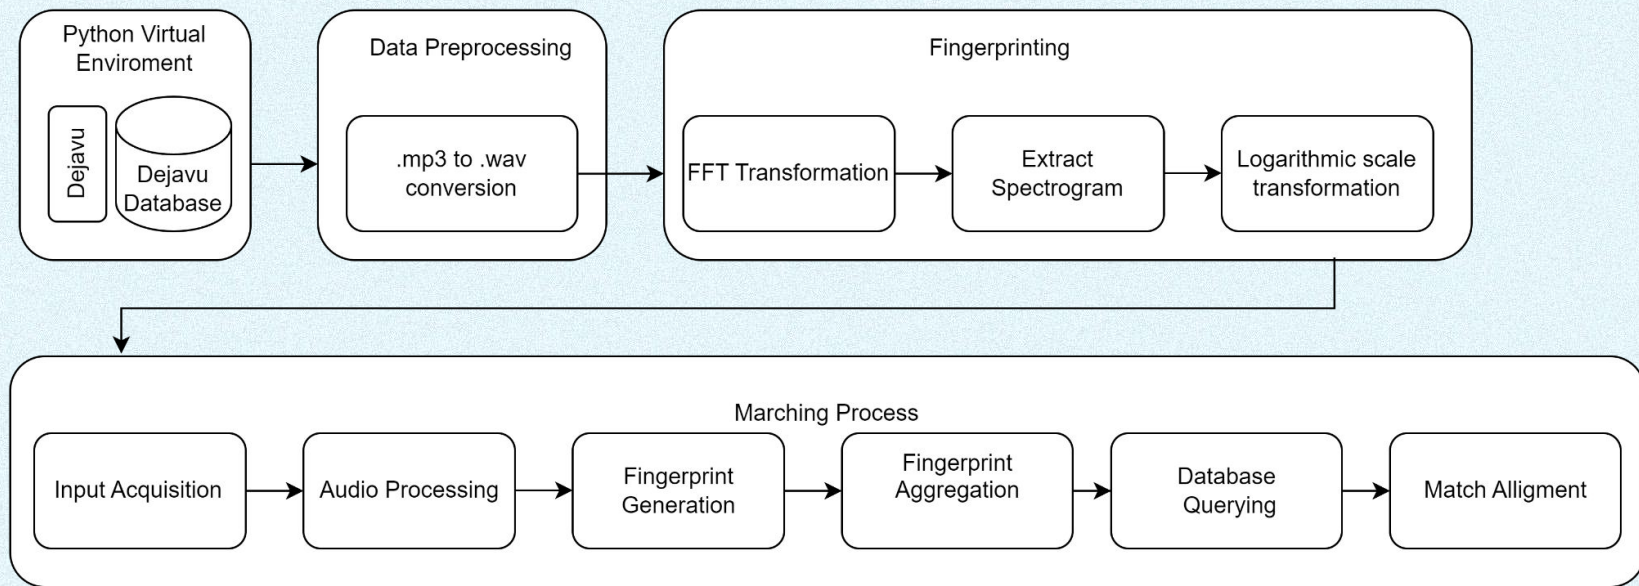 Python Virtual
Enviroment
Dejavu
Dejavu
Database
Data Preprocessing
.mp3 to .wav
conversion
Fingerprinting
FFT Transformation
Extract
Spectrogram
Logarithmic scale
transformation
Marching Process
Input Acquisition
Audio Processing
Fingerprint
Generation
Fingerprint
Aggregation
Database
Querying
Match Alligment